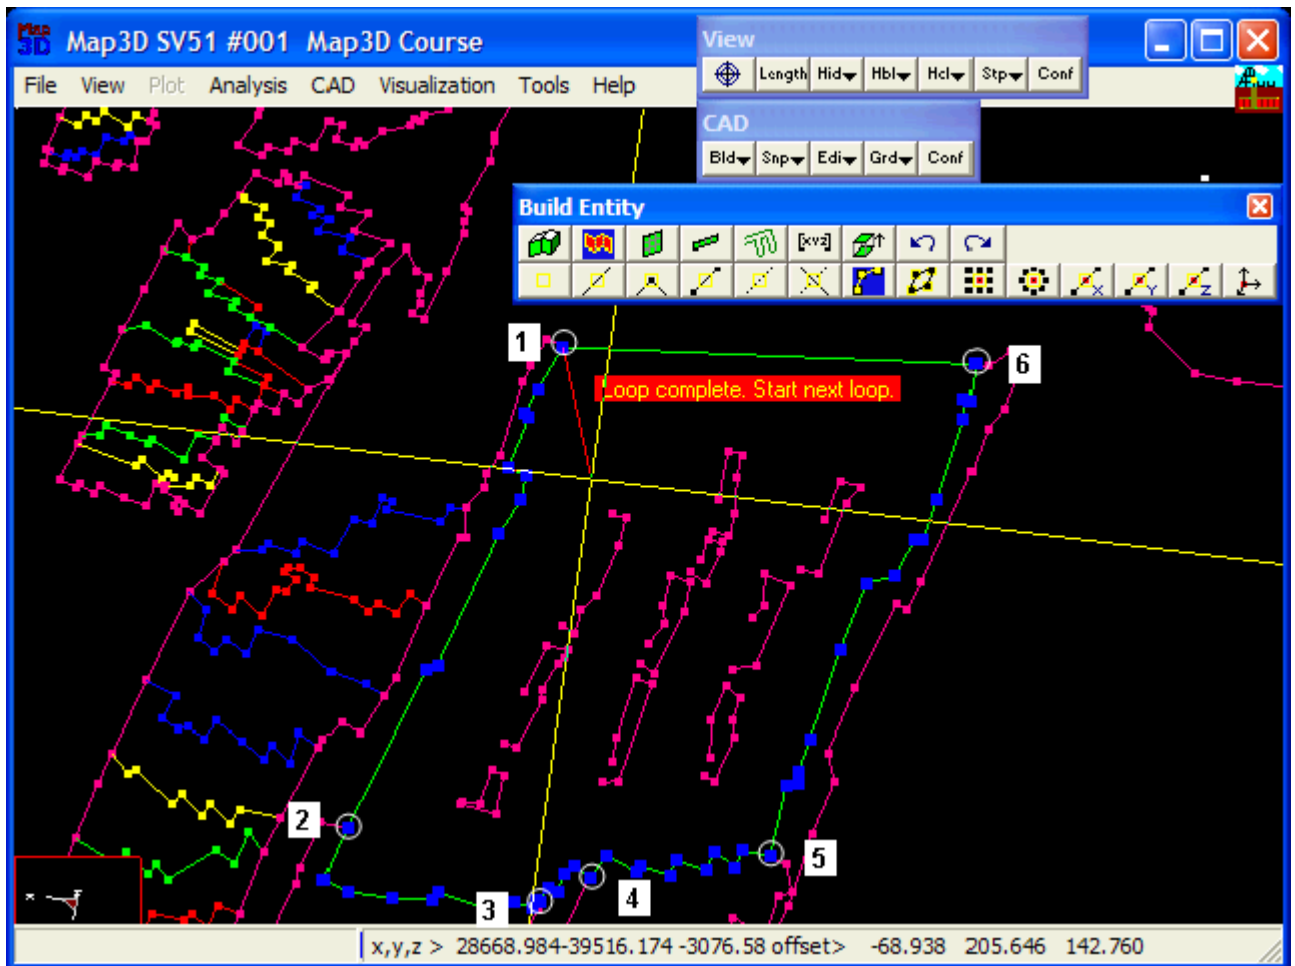 Map3D
Map3D SV51 #001 Map3D Course
View
Length Hid Hbl Hcl Stp Conf
File View Plot Analysis CAD Visualization Tools Help
CAD
Bld Snp Edi Grd Conf
Build Entity
[xyz]
X Y Z
1
6
Loop complete. Start next loop.
2
5
4
3
x,y,z > 28668.984-39516.174 -3076.58 offset> -68.938 205.646 142.760